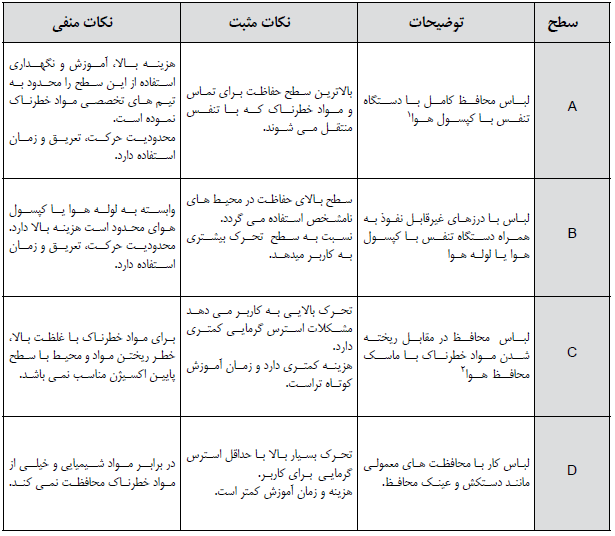 سطح
توضیحات
نکات مثبت
نکات منفی
A
لباس محافظ کامل با دستگاه
تنفس با کپسول هوا۱
بالاترین سطح حفاظت برای تماس
و مواد خطرناک که با تنفس
منتقل می شوند.
هزینه بالا، آموزش و نگهداری
استفاده از این سطح را محدود به
تیم های تخصصی مواد خطرناک
نموده است.
محدودیت حرکت، تعریق و زمان
استفاده دارد.
B
لباس با درزهای غیرقابل نفوذ به
همراه دستگاه تنفس با کپسول
هوا یا لوله هوا
سطح بالای حفاظت در محیط های
نامشخص استفاده می گردد.
نسبت به سطح تحرک بیشتری
به کاربر میدهد.
وابسته به لوله هوا یا کپسول
هوای محدود است هزینه بالا دارد.
محدودیت حرکت، تعریق و زمان
استفاده دارد.
C
لباس محافظ در مقابل ریخته
شدن مواد خطرناک با ماسک
محافظ هوا۲
تحرک بالایی به کاربر می دهد
مشکلات استرس گرمایی کمتری
دارد.
هزینه کمتری دارد و زمان آموزش
کوتاه تراست.
برای مواد خطرناک با غلظت بالا،
خطر ریختن مواد و محیط با سطح
پایین اکسیژن مناسب نمی باشد.
D
لباس کار با محافظت های معمولی
مانند دستکش و عینک محافظ.
تحرک بسیار بالا با حداقل استرس
گرمایی برای کاربر.
هزینه و زمان آموزش کمتر است.
در برابر مواد شیمیایی و خیلی از
مواد خطرناک محافظت نمی کند.